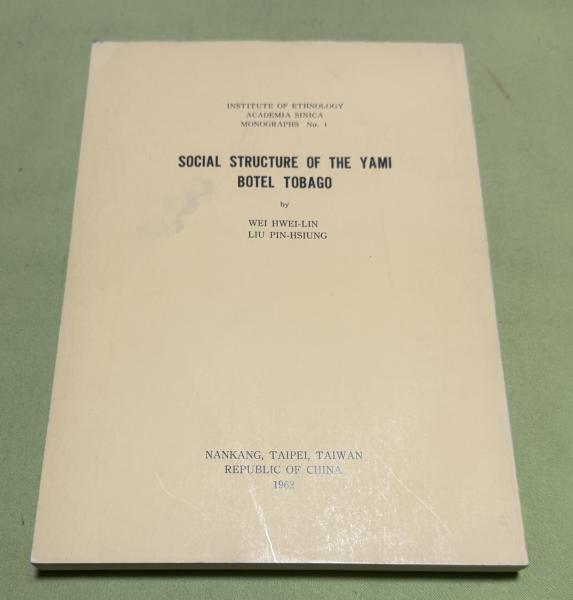 INSTITUTE OF ETHNOLOGY
ACADEMIA SINICA
MONOGRAPHS No. 1
SOCIAL STRUCTURE OF THE YAMI
BOTEL TOBAGO
by
WEI HWEI-LIN
LIU PIN-HSIUNG
NANKANG, TAIPEI, TAIWAN
REPUBLIC OF CHINA
1962